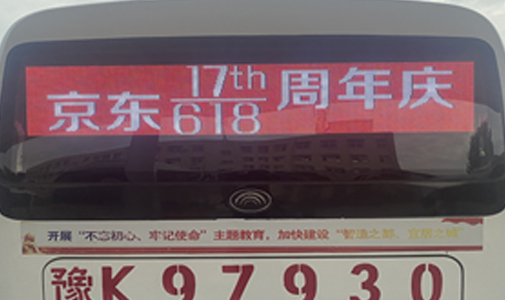 京东 17th 周年庆
618
开展“不忘初心、牢记使命”主题教育，加快建设“智造之都、宜居之城”
豫K97930